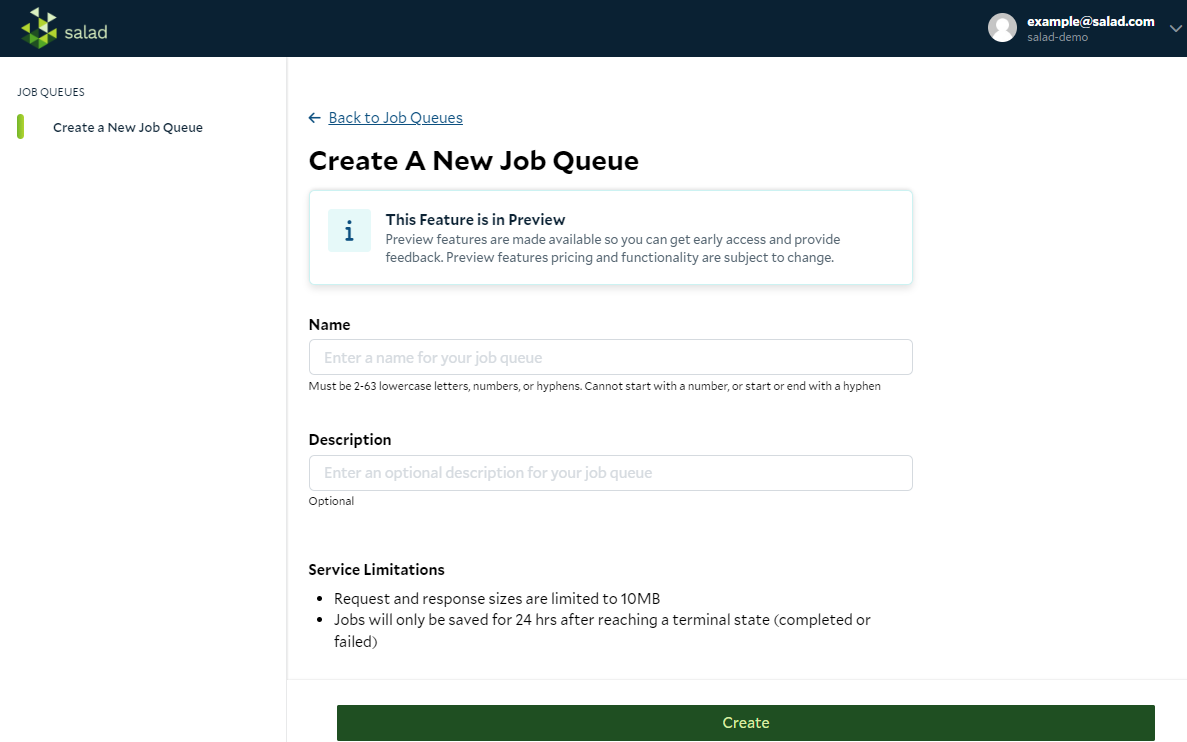 salad
example@salad.com
salad-demo
JOB QUEUES
Create a New Job Queue
← Back to Job Queues
Create A New Job Queue
i
This Feature is in Preview
Preview features are made available so you can get early access and provide
feedback. Preview features pricing and functionality are subject to change.
Name
Enter a name for your job queue
Must be 2-63 lowercase letters, numbers, or hyphens. Cannot start with a number, or start or end with a hyphen
Description
Enter an optional description for your job queue
Optional
Service Limitations
• Request and response sizes are limited to 10MB
• Jobs will only be saved for 24 hrs after reaching a terminal state (completed or
failed)
Create